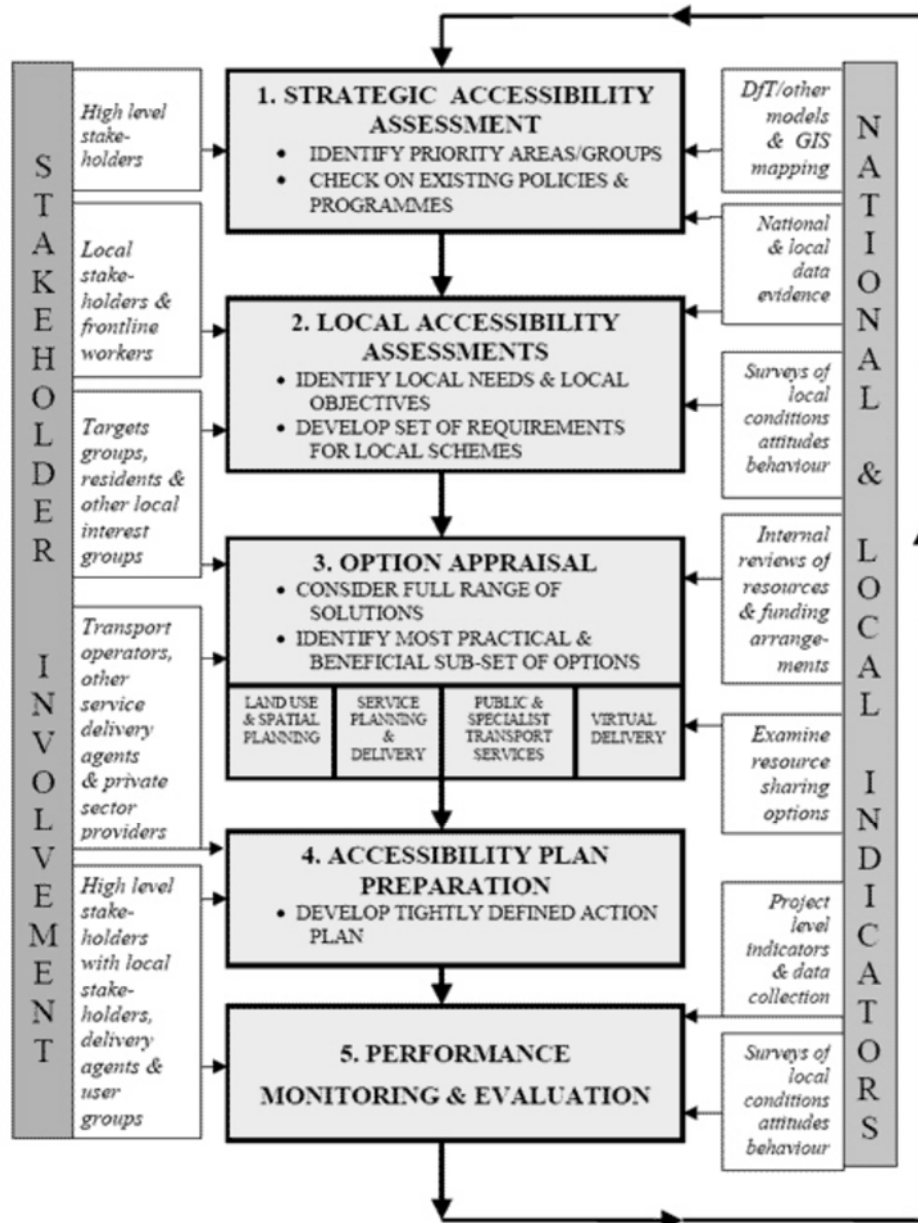 STAKEHOLDER INVOLVEMENT
High level
stake-
holders
Local
stake-
holders &
frontline
workers
Targets
groups,
residents &
other local
interest
groups
Transport
operators,
other
service
delivery
agents
& private
sector
providers
High level
stake-
holders
with local
stake-
holders,
delivery
agents &
user
groups
1. STRATEGIC ACCESSIBILITY
ASSESSMENT
• IDENTIFY PRIORITY AREAS/GROUPS
• CHECK ON EXISTING POLICIES &
PROGRAMMES
2. LOCAL ACCESSIBILITY
ASSESSMENTS
• IDENTIFY LOCAL NEEDS & LOCAL
OBJECTIVES
• DEVELOP SET OF REQUIREMENTS
FOR LOCAL SCHEMES
3. OPTION APPRAISAL
• CONSIDER FULL RANGE OF
SOLUTIONS
• IDENTIFY MOST PRACTICAL &
BENEFICIAL SUB-SET OF OPTIONS
LAND USE
& SPATIAL
PLANNING
SERVICE
PLANNING
&
DELIVERY
PUBLIC &
SPECIALIST
TRANSPORT
SERVICES
VIRTUAL
DELIVERY
4. ACCESSIBILITY PLAN
PREPARATION
• DEVELOP TIGHTLY DEFINED ACTION
PLAN
5. PERFORMANCE
MONITORING & EVALUATION
DfT/other
models
& GIS
mapping
National
& local
data
evidence
Surveys of
local
conditions
attitudes
behaviour
Internal
reviews of
resources
& funding
arrange-
ments
Examine
resource
sharing
options
Project
level
indicators
& data
collection
Surveys of
local
conditions
attitudes
behaviour
NATIONAL & LOCAL INDICATORS